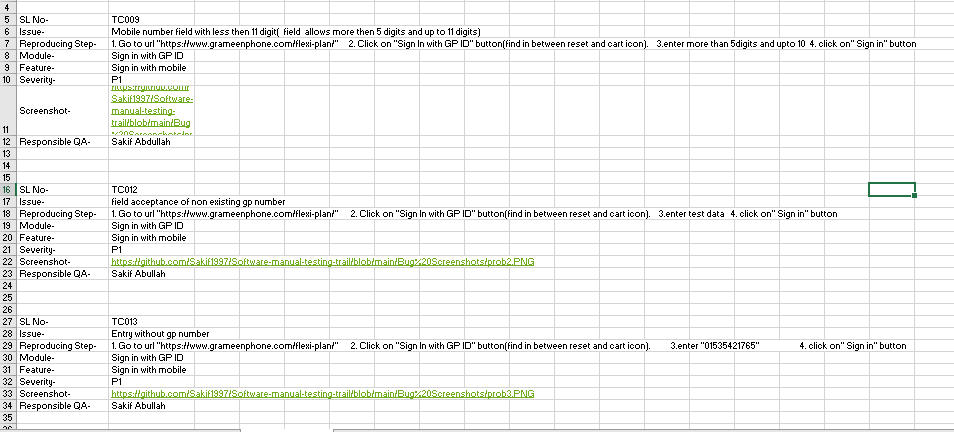 4
5 SL No- TC009
6 Issue- Mobile number field with less then 11 digit( field allows more then 5 digits and up to 11 digits)
7 Reproducing Step- 1. Go to url "https://www.grameenphone.com/flexi-plan/" 2. Click on "Sign In with GP ID" button(find in between reset and cart icon). 3.enter more than 5digits and upto 10 4. click on" Sign in" button
8 Module- Sign in with GP ID
9 Feature- Sign in with mobile
10 Severity- P1
https://github.com/
Sakif1997/Software-
manual-testing-
Screenshot-
trail/blob/main/Bug
11 %20Screenshots/pr
12 Responsible QA- Sakif Abdullah
13
14
15
16 SL No- TC012
17 Issue- field acceptance of non existing gp number
18 Reproducing Step- 1. Go to url "https://www.grameenphone.com/flexi-plan/" 2. Click on "Sign In with GP ID" button(find in between reset and cart icon). 3.enter test data 4. click on" Sign in" button
19 Module- Sign in with GP ID
20 Feature- Sign in with mobile
21 Severity- P1
22 Screenshot- https://github.com/Sakif1997/Software-manual-testing-trail/blob/main/Bug%20Screenshots/prob2.PNG
23 Responsible QA- Sakif Abullah
24
25
26
27 SL No- TC013
28 Issue- Entry without gp number
29 Reproducing Step- 1. Go to url "https://www.grameenphone.com/flexi-plan/" 2. Click on "Sign In with GP ID" button(find in between reset and cart icon). 3.enter "01535421765" 4. click on" Sign in" button
30 Module- Sign in with GP ID
31 Feature- Sign in with mobile
32 Severity- P1
33 Screenshot- https://github.com/Sakif1997/Software-manual-testing-trail/blob/main/Bug%20Screenshots/prob3.PNG
34 Responsible QA- Sakif Abullah
35